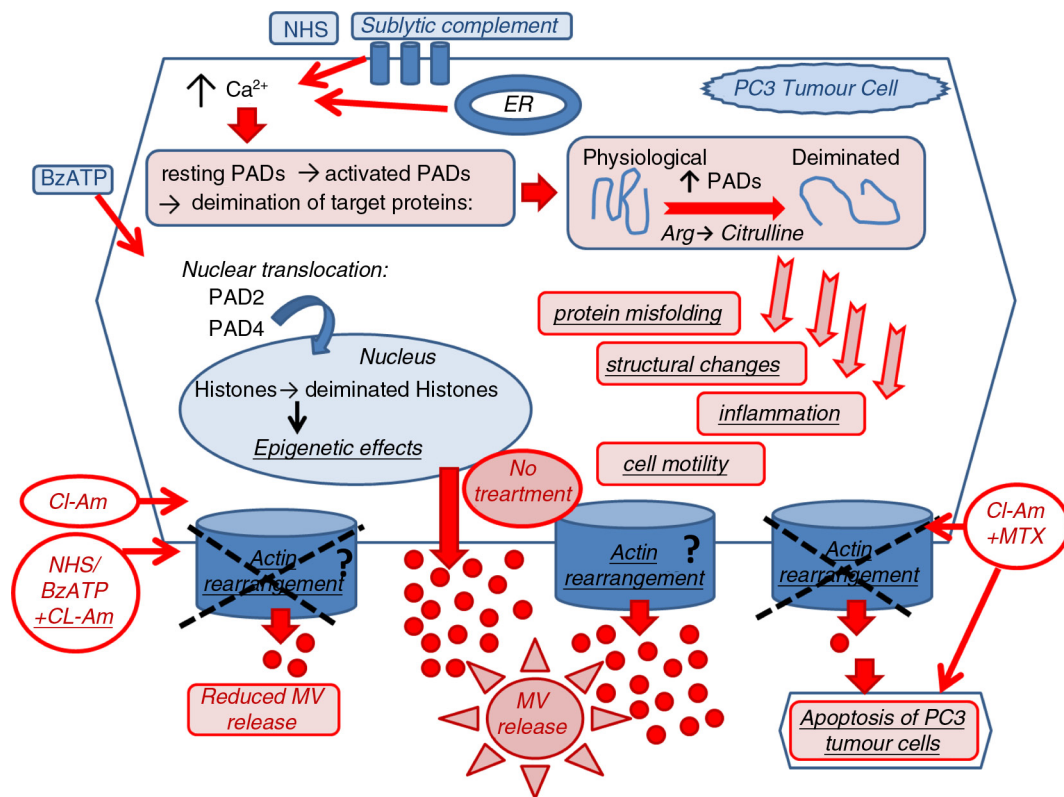 NHS
Sublytic complement
Ca²⁺
ER
PC3 Tumour Cell
BzATP
resting PADs → activated PADs
→ deimination of target proteins:
Physiological
Deiminated
↑ PADs
Arg→ Citrulline
Nuclear translocation:
PAD2
PAD4
Nucleus
Histones→ deiminated Histones
Epigenetic effects
protein misfolding
structural changes
inflammation
cell motility
No
treartment
Cl-Am
NHS/
BzATP
+CL-Am
Actin
rearrangement
?
Actin
rearrangement
?
Actin
rearrangement
Cl-Am
+MTX
Reduced MV
release
MV
release
Apoptosis of PC3
tumour cells